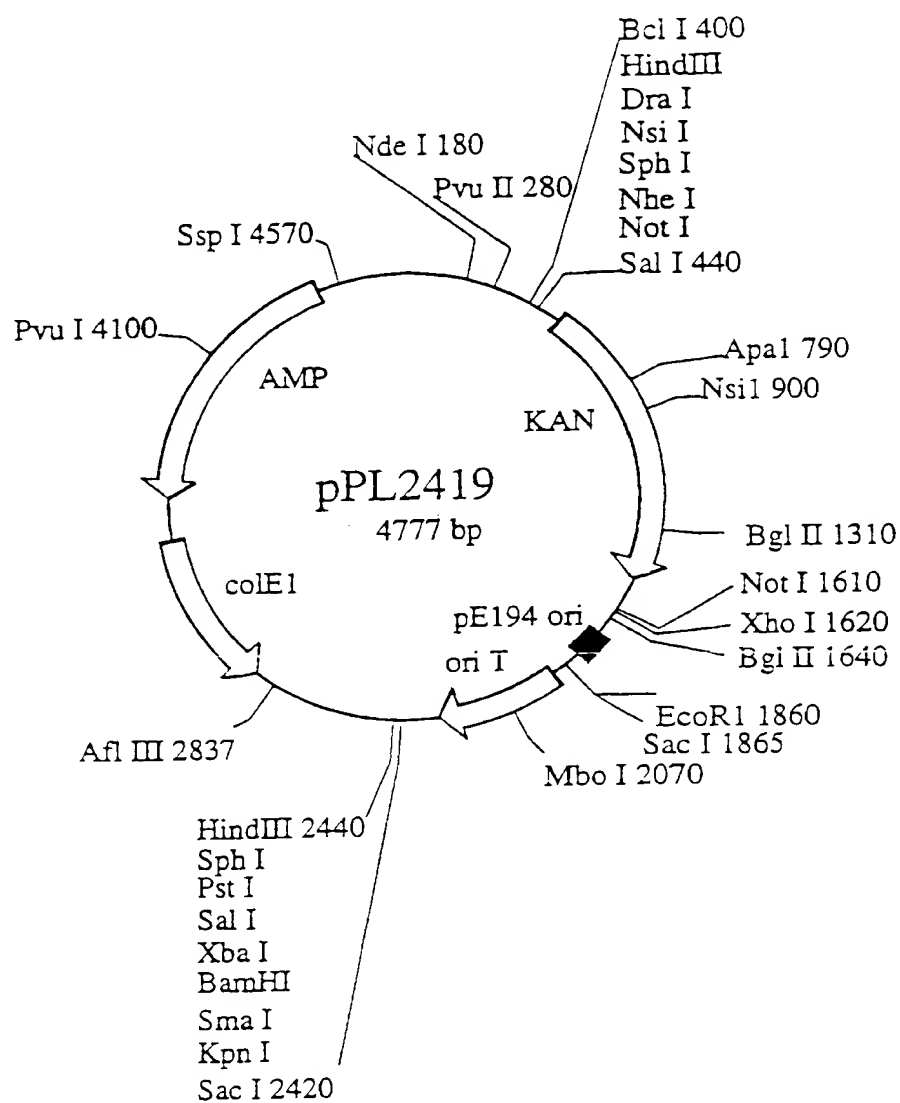 Bcl I 400
HindIII
Dra I
Nsi I
Sph I
Nhe I
Not I
Sal I 440
Nde I 180
Pvu II 280
Ssp I 4570
Pvu I 4100
Apa1 790
Nsi1 900
AMP
KAN
pPL2419
4777 bp
Bgl II 1310
Not I 1610
Xho I 1620
Bgl II 1640
colE1
pE194 ori
ori T
EcoR1 1860
Sac I 1865
Mbo I 2070
Afl III 2837
HindIII 2440
Sph I
Pst I
Sal I
Xba I
BamHI
Sma I
Kpn I
Sac I 2420